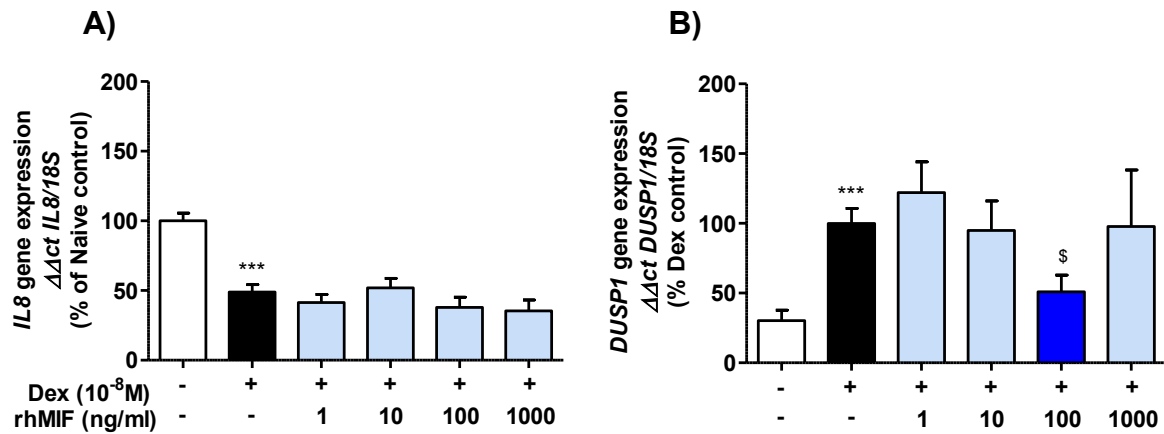 A)
IL8 gene expression
ΔΔct IL8/18S
(% of Naive control)
200
150
100
50
0
***
Dex (10⁻⁸M) - + + + + +
rhMIF (ng/ml) - - 1 10 100 1000
B)
DUSP1 gene expression
ΔΔct DUSP1/18S
(% Dex control)
200
150
100
50
0
***
$
- + + + + +
- - 1 10 100 1000